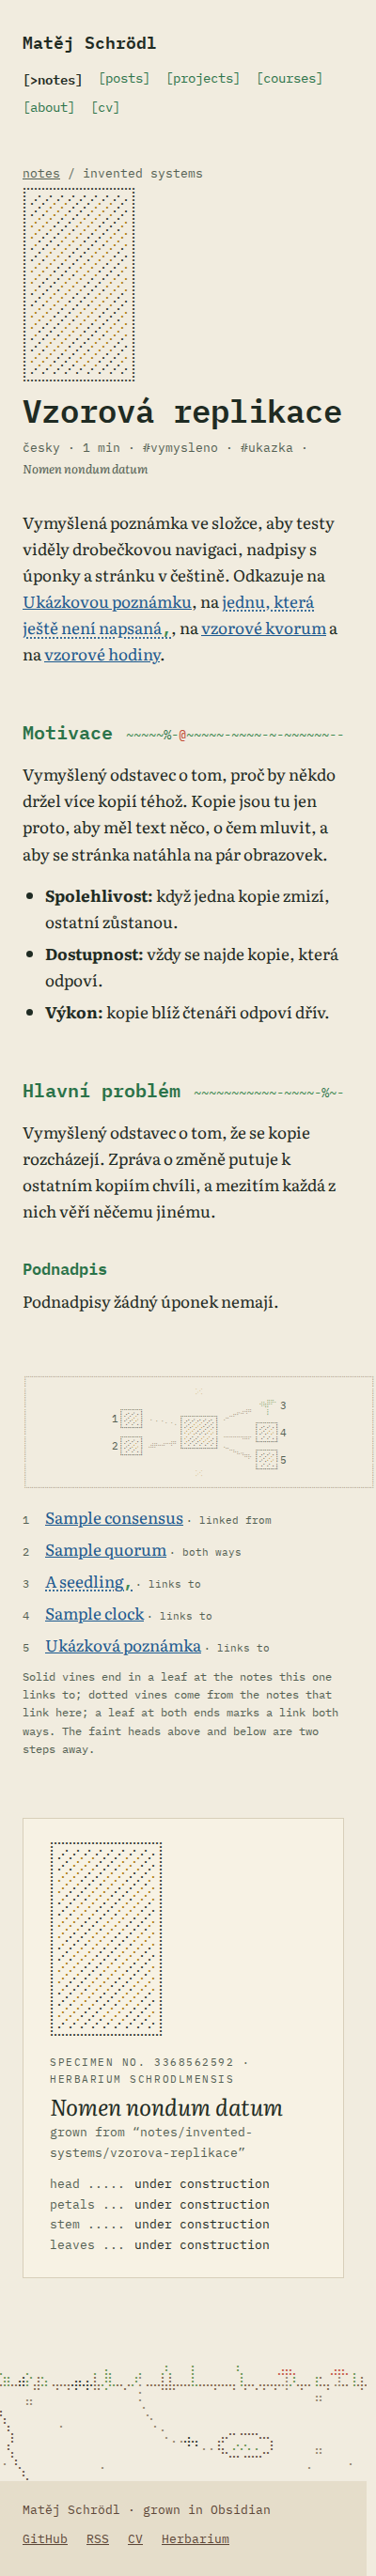 Matěj Schrödl
[>notes] [posts] [projects] [courses]
[about] [cv]
notes / invented systems
Vzorová replikace
česky · 1 min · #vymysleno · #ukazka ·
Nomen nondum datum
Vymyšlená poznámka ve složce, aby testy
viděly drobečkovou navigaci, nadpisy s
úponky a stránku v češtině. Odkazuje na
Ukázkovou poznámku, na jednu, která
ještě není napsaná, na vzorové kvorum a
na vzorové hodiny.
Motivace ~~~~~%-@~~~~~-~~~~-~-~~~~~~--
Vymyšlený odstavec o tom, proč by někdo
držel více kopií téhož. Kopie jsou tu jen
proto, aby měl text něco, o čem mluvit, a
aby se stránka natáhla na pár obrazovek.
Spolehlivost: když jedna kopie zmizí,
ostatní zůstanou.
Dostupnost: vždy se najde kopie, která
odpoví.
Výkon: kopie blíž čtenáři odpoví dřív.
Hlavní problém ~~~~~~~~~~~-~~~~-%~-
Vymyšlený odstavec o tom, že se kopie
rozcházejí. Zpráva o změně putuje k
ostatním kopiím chvíli, a mezitím každá z
nich věří něčemu jinému.
Podnadpis
Podnadpisy žádný úponek nemají.
1
2
3
4
5
1 Sample consensus · linked from
2 Sample quorum · both ways
3 A seedling · links to
4 Sample clock · links to
5 Ukázková poznámka · links to
Solid vines end in a leaf at the notes this one
links to; dotted vines come from the notes that
link here; a leaf at both ends marks a link both
ways. The faint heads above and below are two
steps away.
SPECIMEN NO. 3368562592 ·
HERBARIUM SCHRODLMENSIS
Nomen nondum datum
grown from “notes/invented-
systems/vzorova-replikace”
head ..... under construction
petals ... under construction
stem ..... under construction
leaves ... under construction
Matěj Schrödl · grown in Obsidian
GitHub RSS CV Herbarium